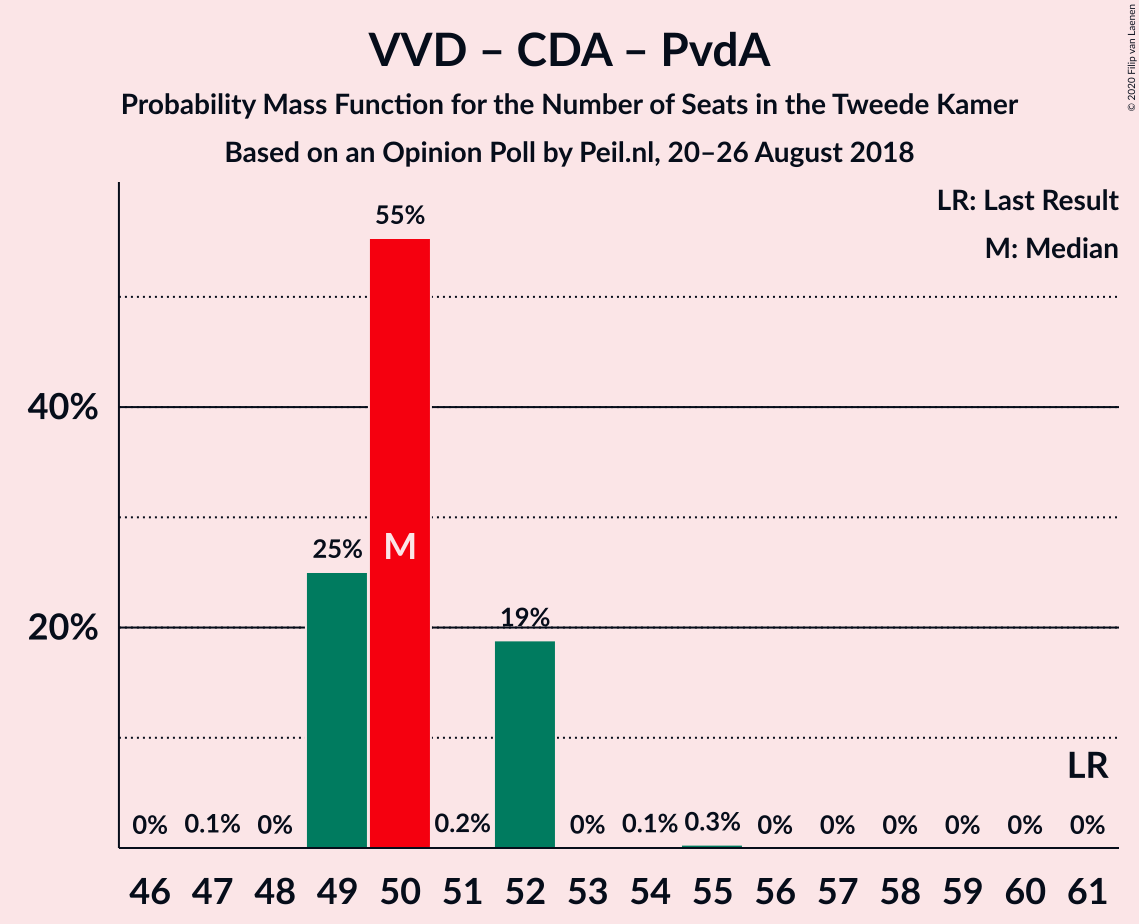 VVD – CDA – PvdA
Probability Mass Function for the Number of Seats in the Tweede Kamer
Based on an Opinion Poll by Peil.nl, 20–26 August 2018
© 2020 Filip van Laenen
LR: Last Result
M: Median
55%
40%
25%
M
20%
19%
LR
0% 0.1% 0% 0.2% 0% 0.1% 0.3% 0% 0% 0% 0% 0% 0%
46 47 48 49 50 51 52 53 54 55 56 57 58 59 60 61